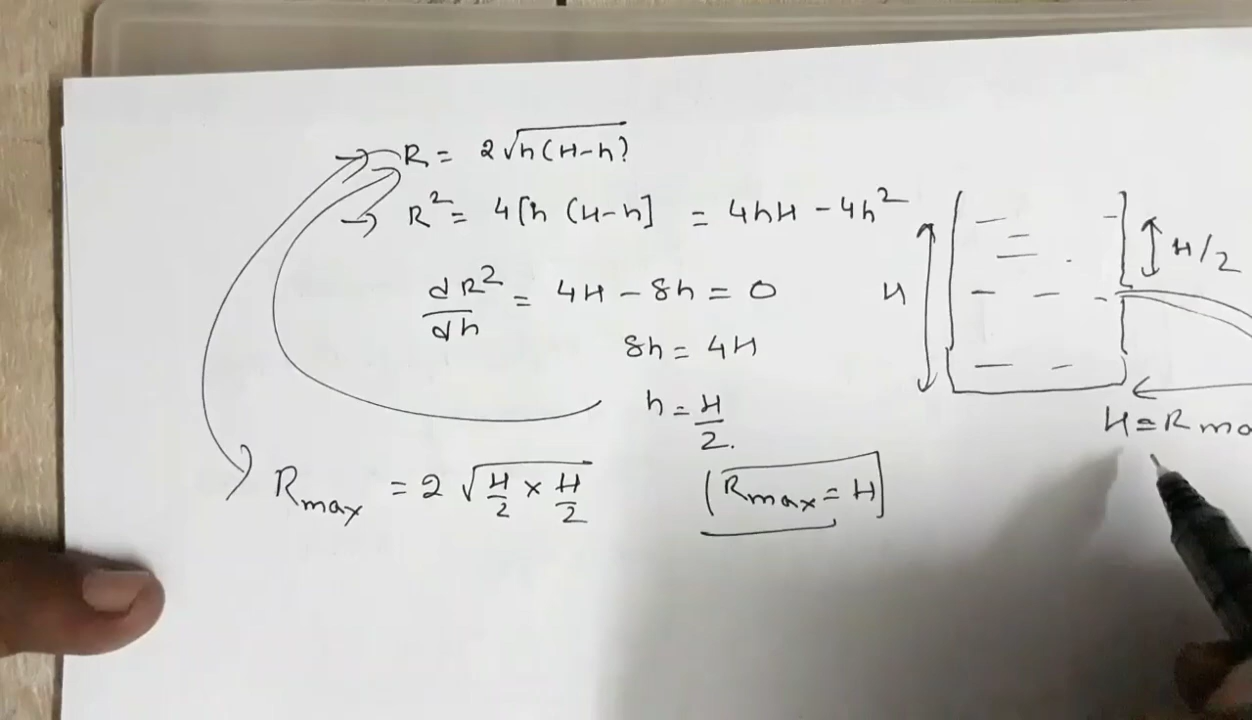 R = 2√h(H-h)
R² = 4[h (H-h] = 4hH - 4h²
dR²/dh = 4H - 8h = 0
8h = 4H
h = H/2.
Rmax = 2 √H/2 × H/2
(Rmax = H]
H
H/2
H = Rma